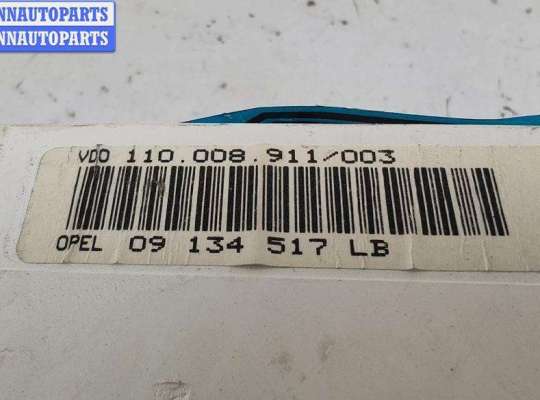 NNAUTOPARTS
NNAUTOPARTS
VDO 110.008.911/003
OPEL 09 134 517 LB